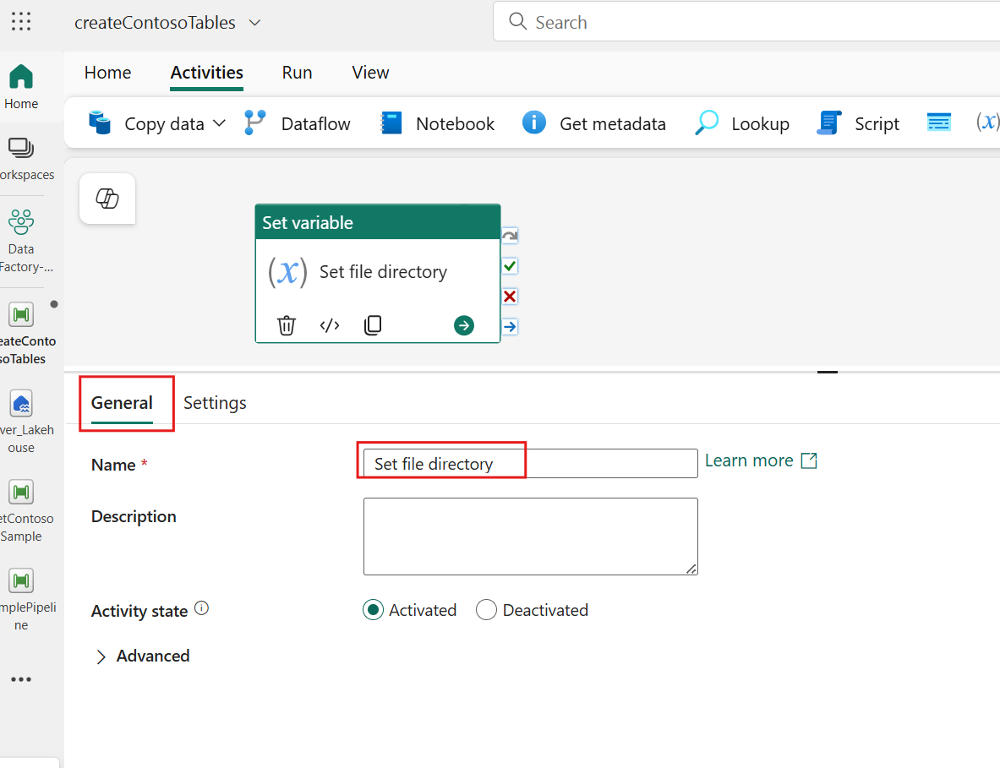 createContosoTables
Search
Home
Activities
Run
View
Home
Copy data
Dataflow
Notebook
Get metadata
Lookup
Script
(x)
orkspaces
Set variable
(x) Set file directory
</>
Data
Factory-...
eateConto
soTables
General
Settings
ver_Lakeh
ouse
Name *
Set file directory
Learn more
Description
etContoso
Sample
Activity state
Activated
Deactivated
mplePipeli
ne
Advanced